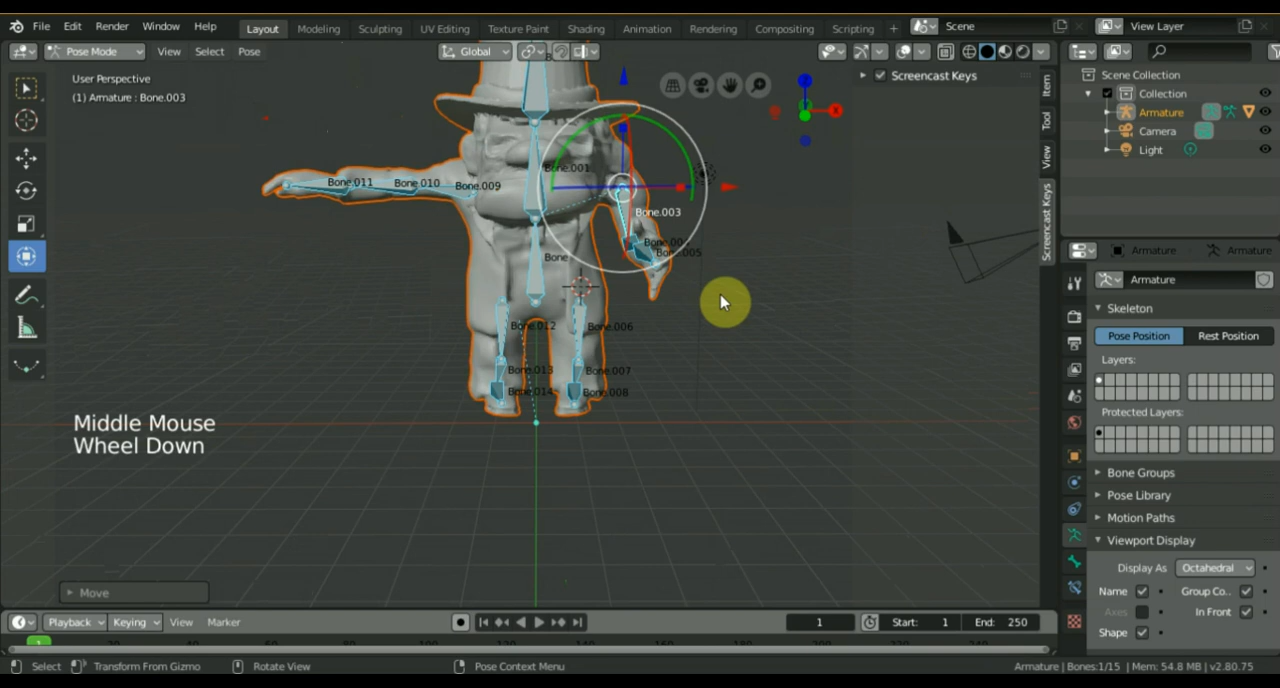 File Edit Render Window Help Layout Modeling Sculpting UV Editing Texture Paint Shading Animation Rendering Compositing Scripting + Scene View Layer
Pose Mode View Select Pose Global
User Perspective
(1) Armature : Bone.003
Screencast Keys
Item
Tool
View
Screencast Keys
Scene Collection
Collection
Armature
Camera
Light
Bone.001
Bone.011 Bone.010 Bone.009
Bone.003
Bone.005
Bone
Bone.012 Bone.006
Bone.013 Bone.007
Bone.014 Bone.008
Middle Mouse
Wheel Down
Move
Armature Armature
Armature
Skeleton
Pose Position Rest Position
Layers:
Protected Layers:
Bone Groups
Pose Library
Motion Paths
Viewport Display
Display As Octahedral
Name Group Co..
Axes In Front
Shape
Playback Keying View Marker 1 Start: 1 End: 250
1
Select Transform From Gizmo Rotate View Pose Context Menu Armature | Bones:1/15 | Mem: 54.8 MB | v2.80.75